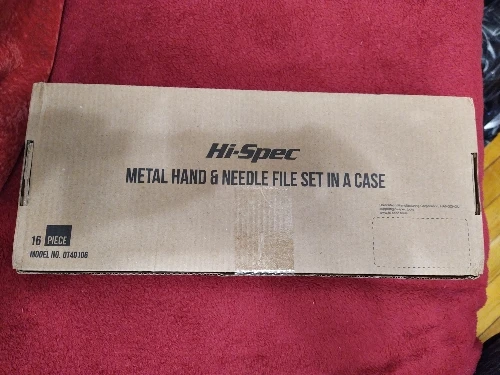 Hi-Spec
METAL HAND & NEEDLE FILE SET IN A CASE
16 PIECE
MODEL NO. DT40106